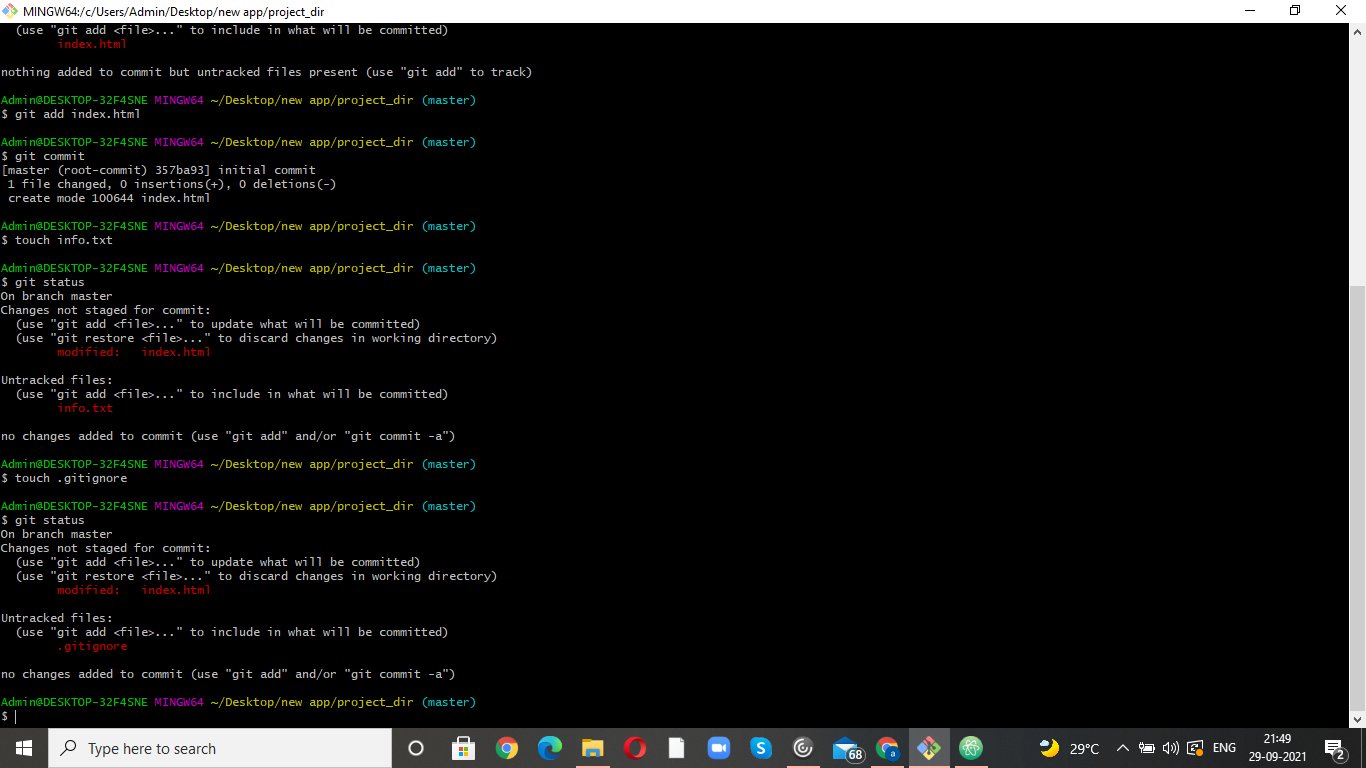 MINGW64:/c/Users/Admin/Desktop/new app/project_dir
(use "git add <file>..." to include in what will be committed)
index.html
nothing added to commit but untracked files present (use "git add" to track)
Admin@DESKTOP-32F4SNE MINGW64 ~/Desktop/new app/project_dir (master)
$ git add index.html
Admin@DESKTOP-32F4SNE MINGW64 ~/Desktop/new app/project_dir (master)
$ git commit
[master (root-commit) 357ba93] initial commit
1 file changed, 0 insertions(+), 0 deletions(-)
create mode 100644 index.html
Admin@DESKTOP-32F4SNE MINGW64 ~/Desktop/new app/project_dir (master)
$ touch info.txt
Admin@DESKTOP-32F4SNE MINGW64 ~/Desktop/new app/project_dir (master)
$ git status
On branch master
Changes not staged for commit:
(use "git add <file>..." to update what will be committed)
(use "git restore <file>..." to discard changes in working directory)
modified: index.html
Untracked files:
(use "git add <file>..." to include in what will be committed)
info.txt
no changes added to commit (use "git add" and/or "git commit -a")
Admin@DESKTOP-32F4SNE MINGW64 ~/Desktop/new app/project_dir (master)
$ touch .gitignore
Admin@DESKTOP-32F4SNE MINGW64 ~/Desktop/new app/project_dir (master)
$ git status
On branch master
Changes not staged for commit:
(use "git add <file>..." to update what will be committed)
(use "git restore <file>..." to discard changes in working directory)
modified: index.html
Untracked files:
(use "git add <file>..." to include in what will be committed)
.gitignore
no changes added to commit (use "git add" and/or "git commit -a")
Admin@DESKTOP-32F4SNE MINGW64 ~/Desktop/new app/project_dir (master)
$
Type here to search
68
a
29°C
ENG
21:49
29-09-2021
2